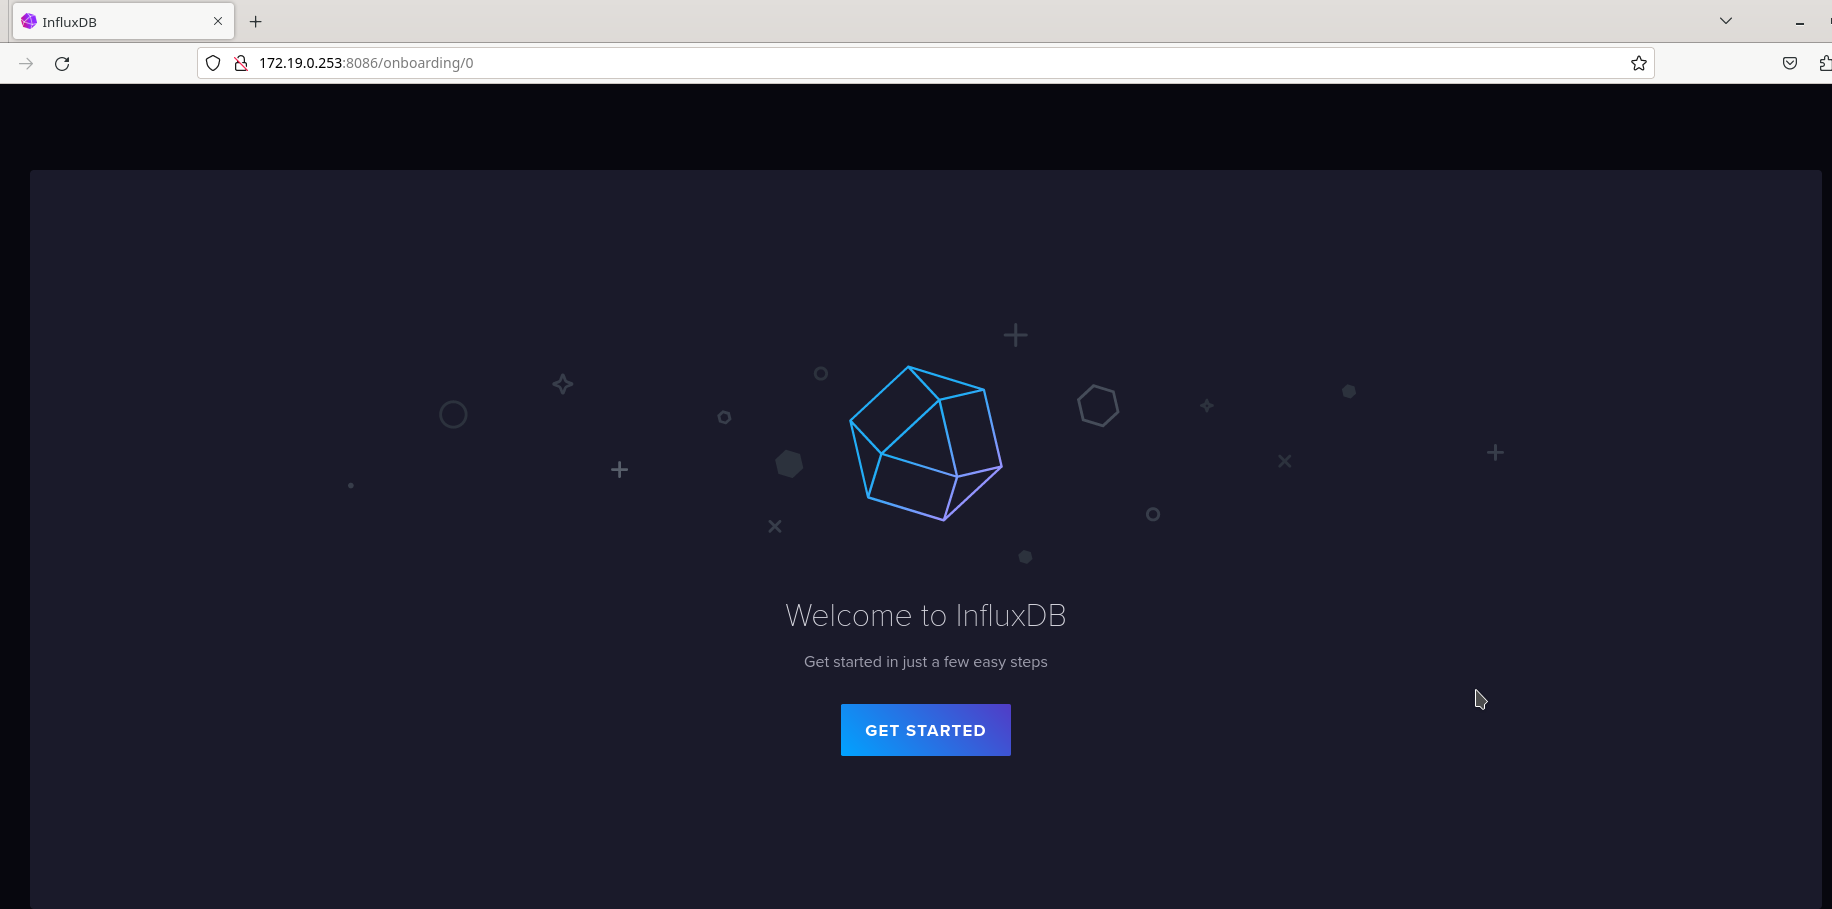 InfluxDB
172.19.0.253:8086/onboarding/0
Welcome to InfluxDB
Get started in just a few easy steps
GET STARTED